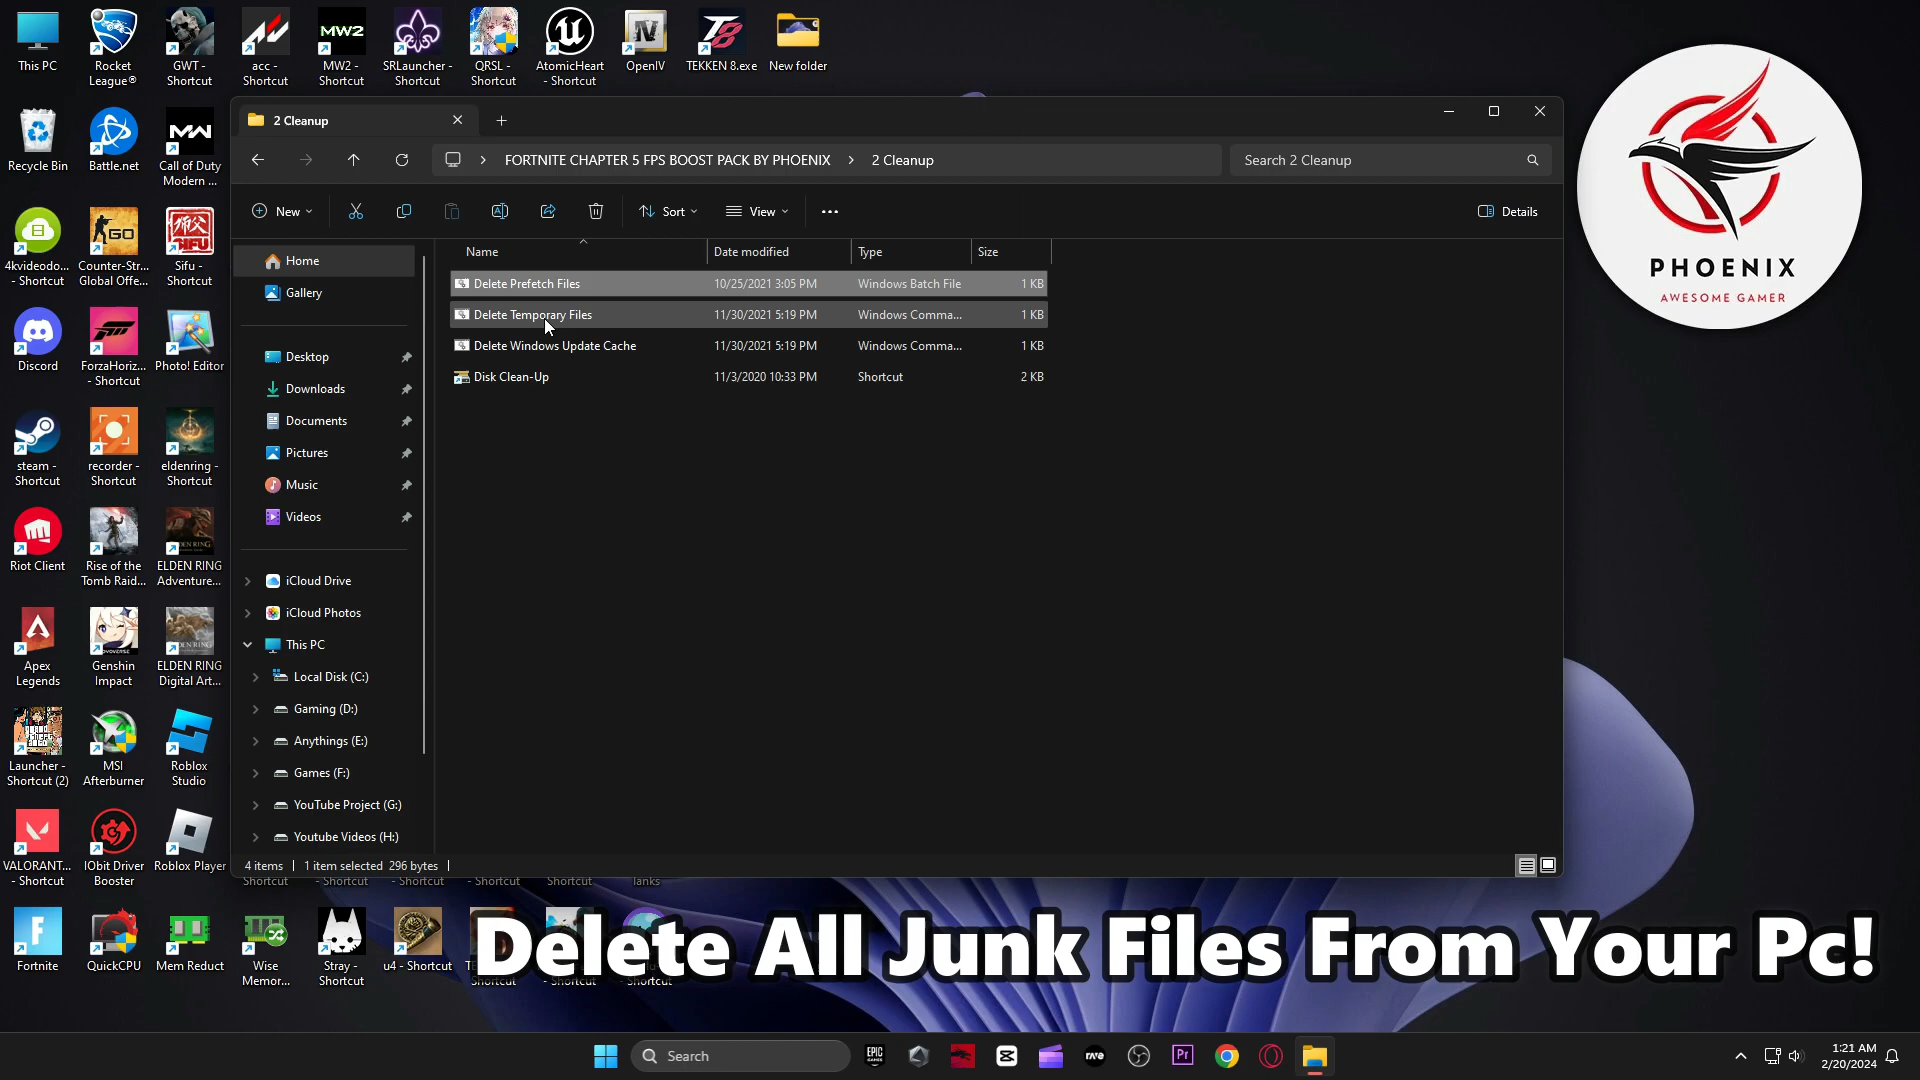 This PC
Rocket
League®
GWT -
Shortcut
acc -
Shortcut
MW2
MW2 -
Shortcut
SRLauncher -
Shortcut
QRSL -
Shortcut
AtomicHeart
- Shortcut
OpenIV
TEKKEN 8.exe
New folder
Recycle Bin
Battle.net
Call of Duty
Modern ...
4kvideodo...
- Shortcut
GO
Counter-Str...
Global Offe...
Sifu -
Shortcut
Discord
ForzaHoriz...
- Shortcut
Photo! Editor
steam -
Shortcut
recorder -
Shortcut
eldenring -
Shortcut
Riot Client
Rise of the
Tomb Raid...
ELDEN RING
Adventure...
Apex
Legends
Genshin
Impact
ELDEN RING
Digital Art...
Launcher -
Shortcut (2)
MSI
Afterburner
Roblox
Studio
VALORANT...
- Shortcut
IObit Driver
Booster
Roblox Player
Fortnite
QuickCPU
Mem Reduct
Wise
Memor...
Stray -
Shortcut
u4 - Shortcut
2 Cleanup
FORTNITE CHAPTER 5 FPS BOOST PACK BY PHOENIX
2 Cleanup
Search 2 Cleanup
New
Sort
View
Details
Home
Gallery
Desktop
Downloads
Documents
Pictures
Music
Videos
iCloud Drive
iCloud Photos
This PC
Local Disk (C:)
Gaming (D:)
Anythings (E:)
Games (F:)
YouTube Project (G:)
Youtube Videos (H:)
Name Date modified Type Size
Delete Prefetch Files 10/25/2021 3:05 PM Windows Batch File 1 KB
Delete Temporary Files 11/30/2021 5:19 PM Windows Comma... 1 KB
Delete Windows Update Cache 11/30/2021 5:19 PM Windows Comma... 1 KB
Disk Clean-Up 11/3/2020 10:33 PM Shortcut 2 KB
4 items 1 item selected 296 bytes
PHOENIX
AWESOME GAMER
Delete All Junk Files From Your Pc!
Search
EPIC
GAMES
rave
Pr
1:21 AM
2/20/2024